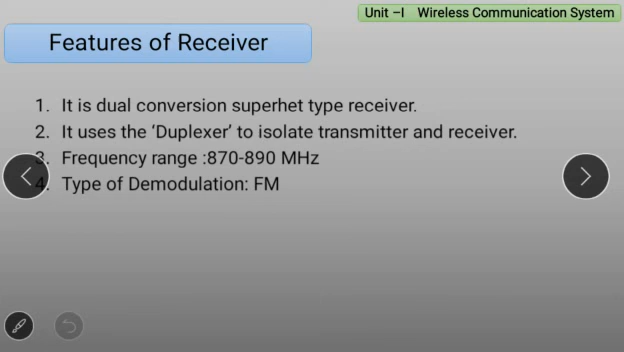 Unit –I Wireless Communication System
Features of Receiver
1. It is dual conversion superhet type receiver.
2. It uses the ‘Duplexer’ to isolate transmitter and receiver.
3. Frequency range :870-890 MHz
4. Type of Demodulation: FM